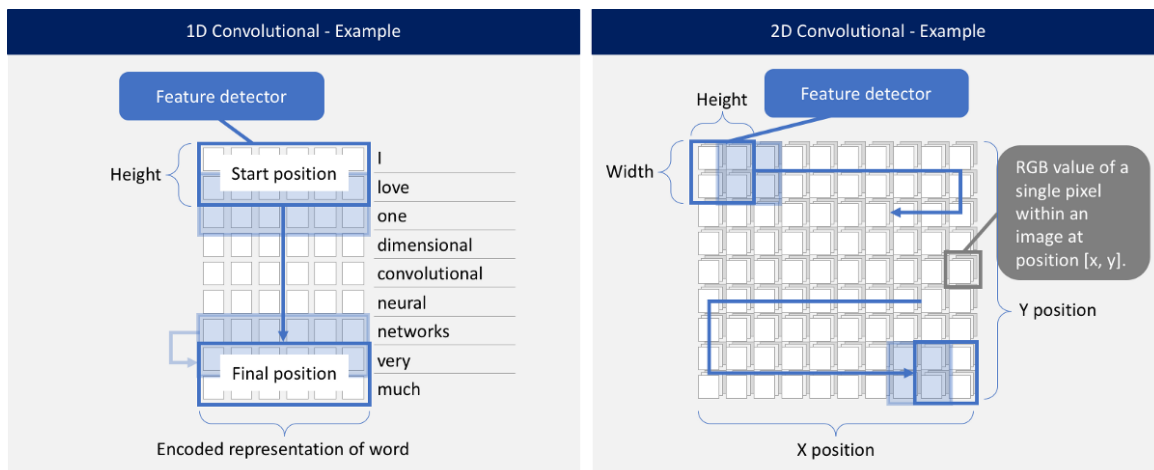 1D Convolutional - Example
Feature detector
Height
Start position
I
love
one
dimensional
convolutional
neural
networks
very
much
Final position
Encoded representation of word
2D Convolutional - Example
Height
Feature detector
Width
RGB value of a
single pixel
within an
image at
position [x, y].
Y position
X position